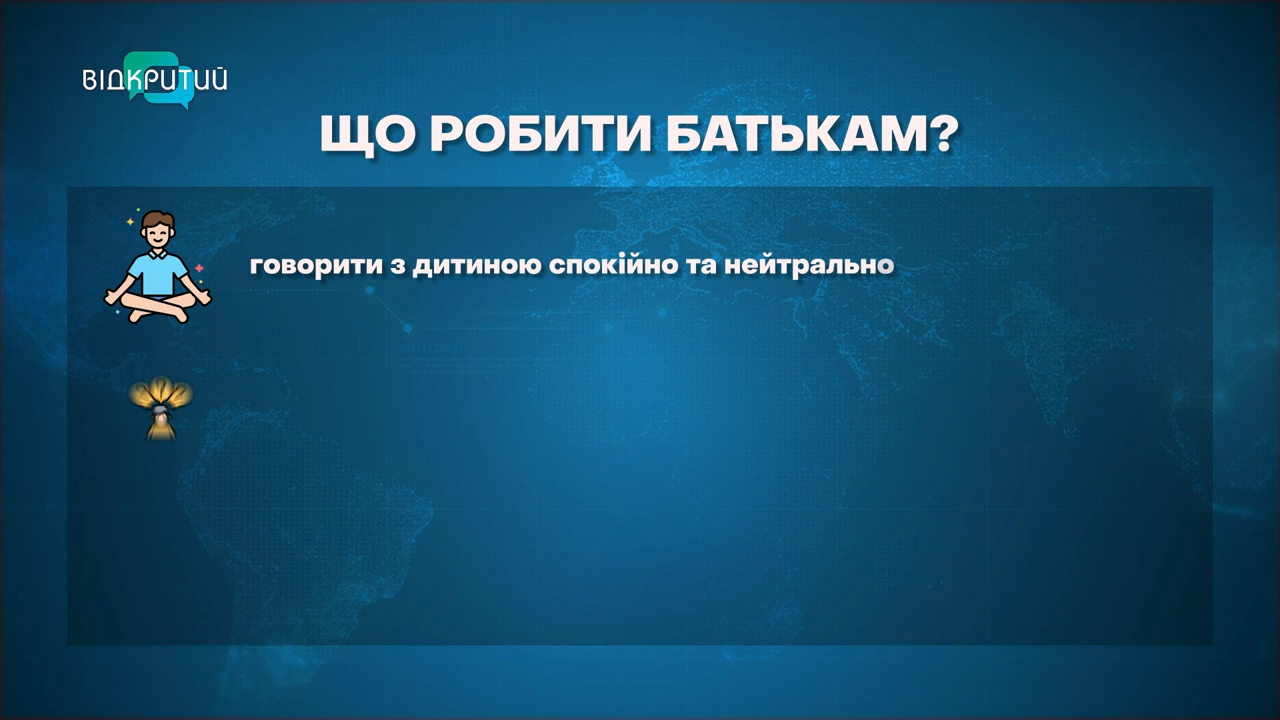 ВІДКРИТИЙ
ЩО РОБИТИ БАТЬКАМ?
говорити з дитиною спокійно та нейтрально